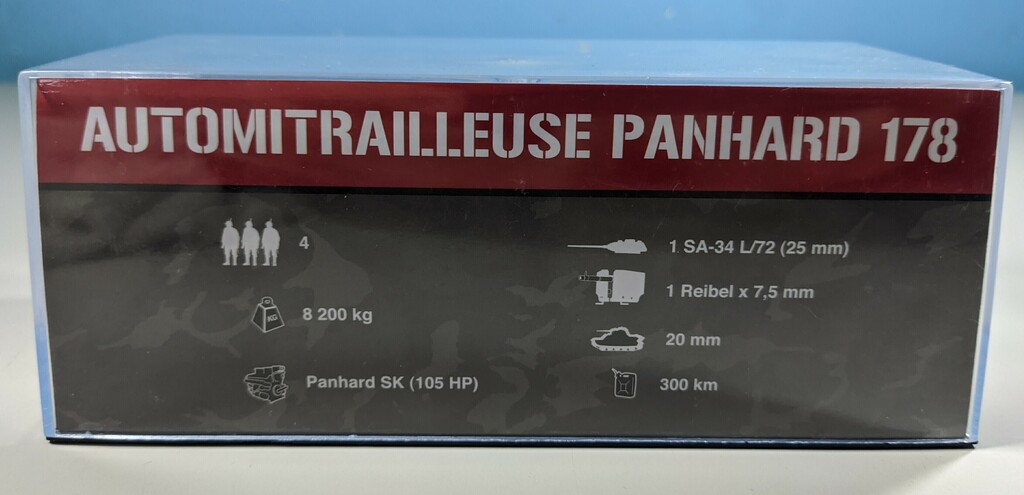 AUTOMITRAILLEUSE PANHARD 178
4
8 200 kg
KG
Panhard SK (105 HP)
1 SA-34 L/72 (25 mm)
1 Reibel x 7,5 mm
20 mm
300 km